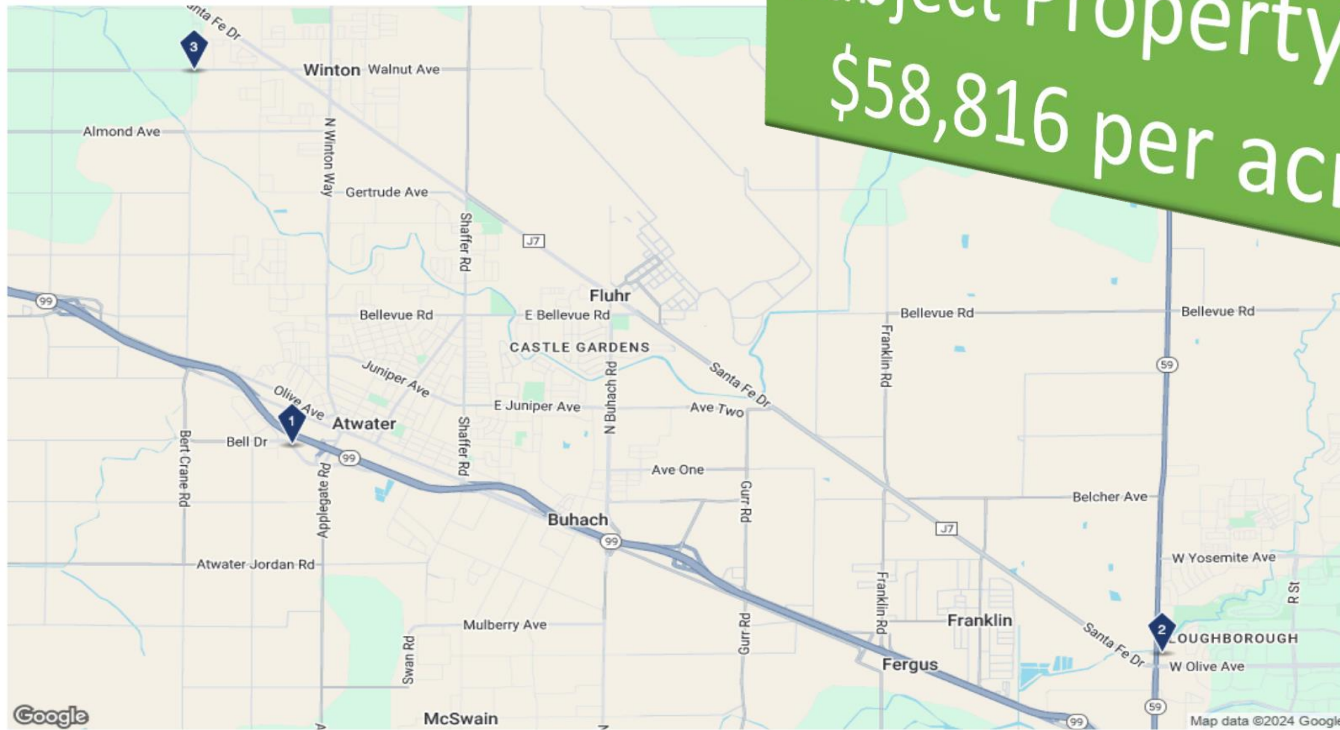 Property
$58,816 per
Santa Fe Dr
3
Winton
Walnut Ave
Almond Ave
N Winton Way
Gertrude Ave
Shaffer Rd
J7
Fluhr
99
Bellevue Rd
E Bellevue Rd
Bellevue Rd
Bellevue Rd
CASTLE GARDENS
Franklin Rd
59
Juniper Ave
Santa Fe Dr
Olive Ave
E Juniper Ave
N Buhach Rd
Ave Two
1
Atwater
Bert Crane Rd
Bell Dr
Shaffer Rd
99
Applegate Rd
Ave One
Gurr Rd
Belcher Ave
Buhach
99
J7
Atwater Jordan Rd
W Yosemite Ave
Franklin Rd
R St
Mulberry Ave
Swan Rd
Gurr Rd
Franklin
Santa Fe Dr
2
LOUGHBOROUGH
Fergus
W Olive Ave
Google
McSwain
99
59
Map data ©2024 Google